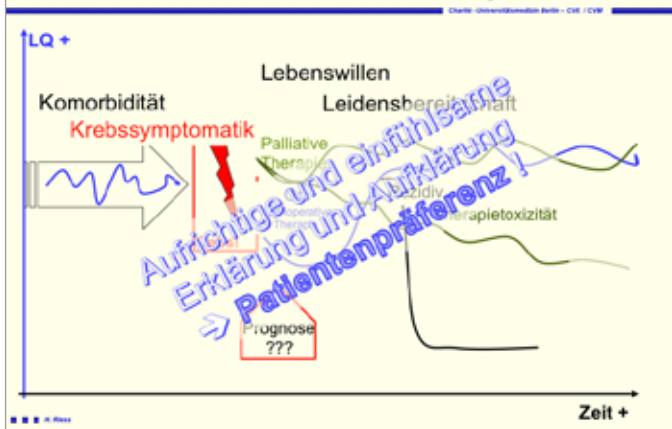 Charité -Universitätsmedizin Berlin – CVK / CVM
LQ +
Lebenswillen
Komorbidität
Leidensbereitschaft
Krebssymptomatik
Palliative
Therapie
Aufrichtige und einfühlsame
Erklärung und Aufklärung
→ Patientenpräferenz !
Rezidiv
Therapietoxizität
Prognose
???
Zeit +
H. Riess